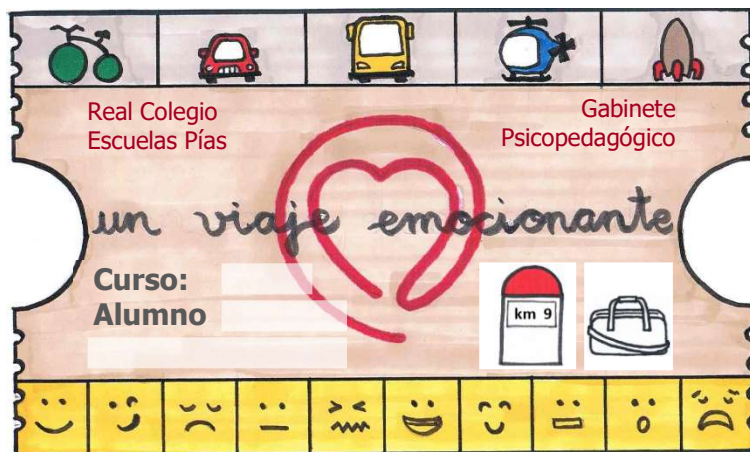 Real Colegio
Escuelas Pías
Gabinete
Psicopedagógico
un viaje emocionante
Curso:
Alumno
km 9